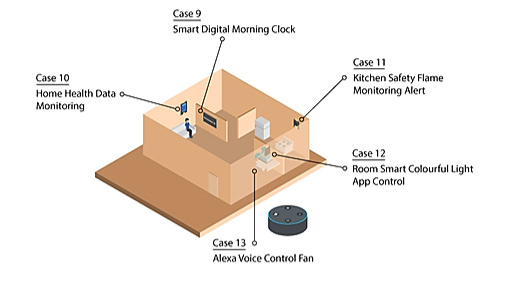 Case 9
Smart Digital Morning Clock
Case 11
Kitchen Safety Flame
Monitoring Alert
Case 10
Home Health Data
Monitoring
Case 12
Room Smart Colourful Light
App Control
Case 13
Alexa Voice Control Fan